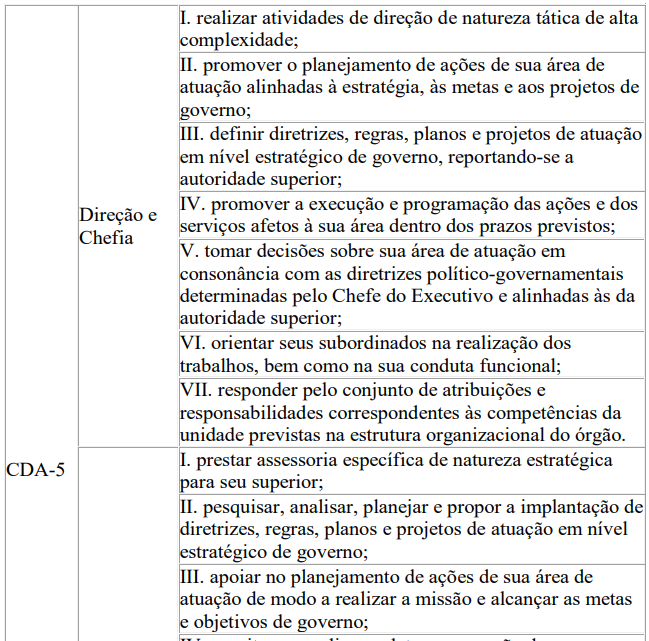 I. realizar atividades de direção de natureza tática de alta
complexidade;
II. promover o planejamento de ações de sua área de
atuação alinhadas à estratégia, às metas e aos projetos de
governo;
III. definir diretrizes, regras, planos e projetos de atuação
em nível estratégico de governo, reportando-se a
autoridade superior;
Direção e
Chefia
IV. promover a execução e programação das ações e dos
serviços afetos à sua área dentro dos prazos previstos;
V. tomar decisões sobre sua área de atuação em
consonância com as diretrizes político-governamentais
determinadas pelo Chefe do Executivo e alinhadas às da
autoridade superior;
VI. orientar seus subordinados na realização dos
trabalhos, bem como na sua conduta funcional;
VII. responder pelo conjunto de atribuições e
responsabilidades correspondentes às competências da
unidade previstas na estrutura organizacional do órgão.
CDA-5
I. prestar assessoria específica de natureza estratégica
para seu superior;
II. pesquisar, analisar, planejar e propor a implantação de
diretrizes, regras, planos e projetos de atuação em nível
estratégico de governo;
III. apoiar no planejamento de ações de sua área de
atuação de modo a realizar a missão e alcançar as metas
e objetivos de governo;